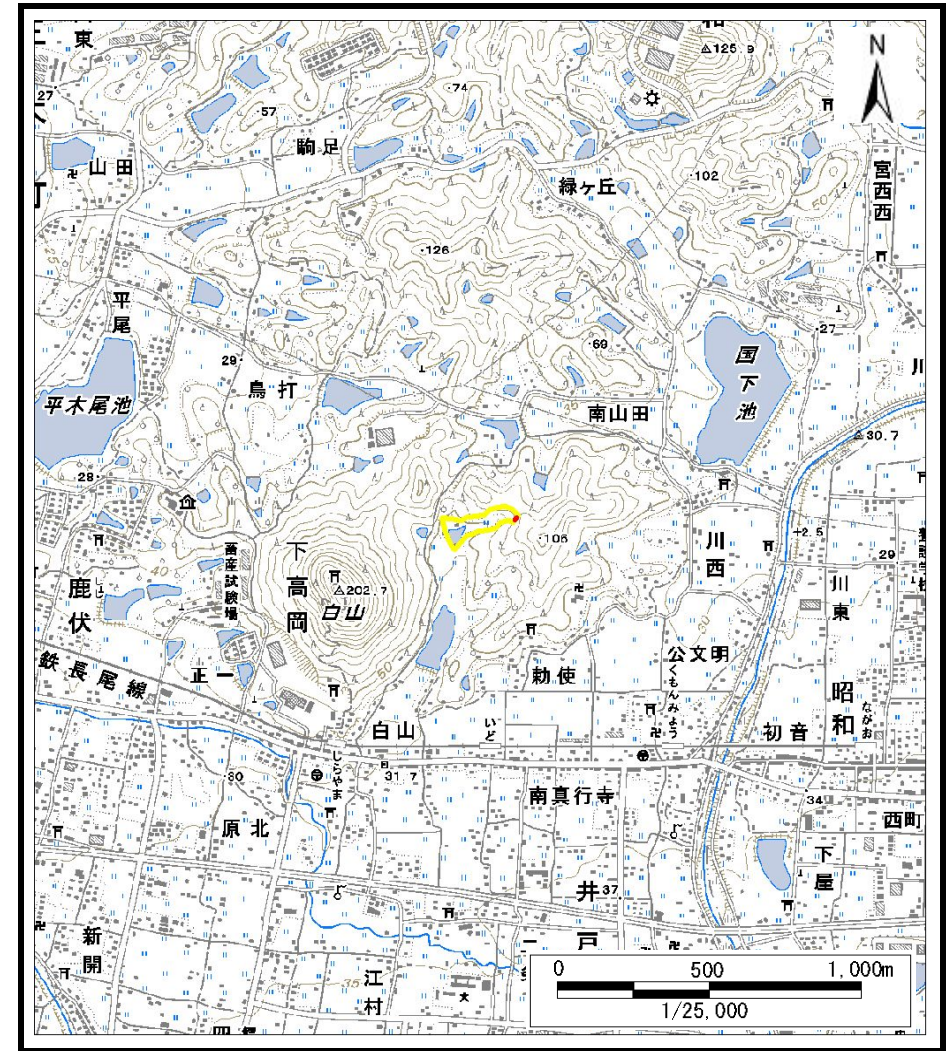 東
和
125.9
N
27
57
74
駒足
山田
町
緑ヶ丘
102
宮西西
126
平尾
27
69
国下池
29
鳥打
平木尾池
南山田
30.7
28
106
2.5
下高岡
畜産試験場
川西
29
川東
202.7
白山
鹿伏
50
鉄長尾線
正一
勅使
公文明
くもんみょう
昭和
ながお
白山
いど
初音
しらやま
31.7
30
南真行寺
34
原北
西町
下屋
井
37
戸
新開
江村
35
0 500 1,000m
1/25,000